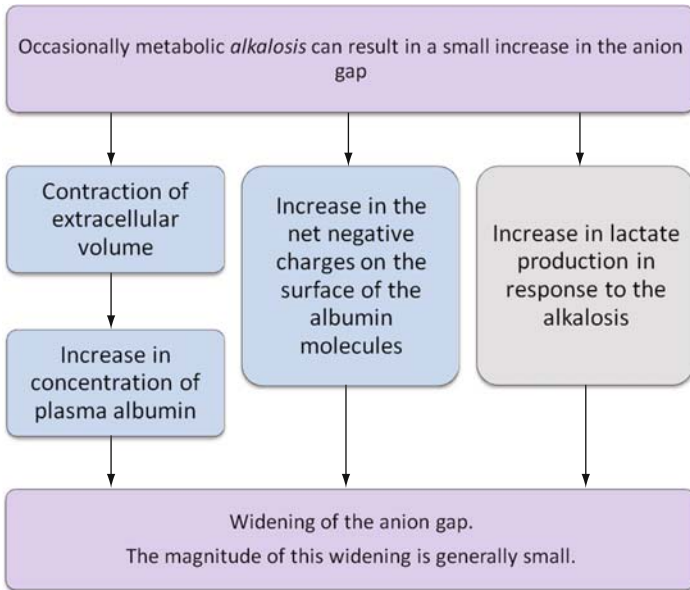 Occasionally metabolic alkalosis can result in a small increase in the anion
gap
Contraction of
extracellular
volume
Increase in
concentration of
plasma albumin
Increase in the
net negative
charges on the
surface of the
albumin
molecules
Increase in lactate
production in
response to the
alkalosis
Widening of the anion gap.
The magnitude of this widening is generally small.